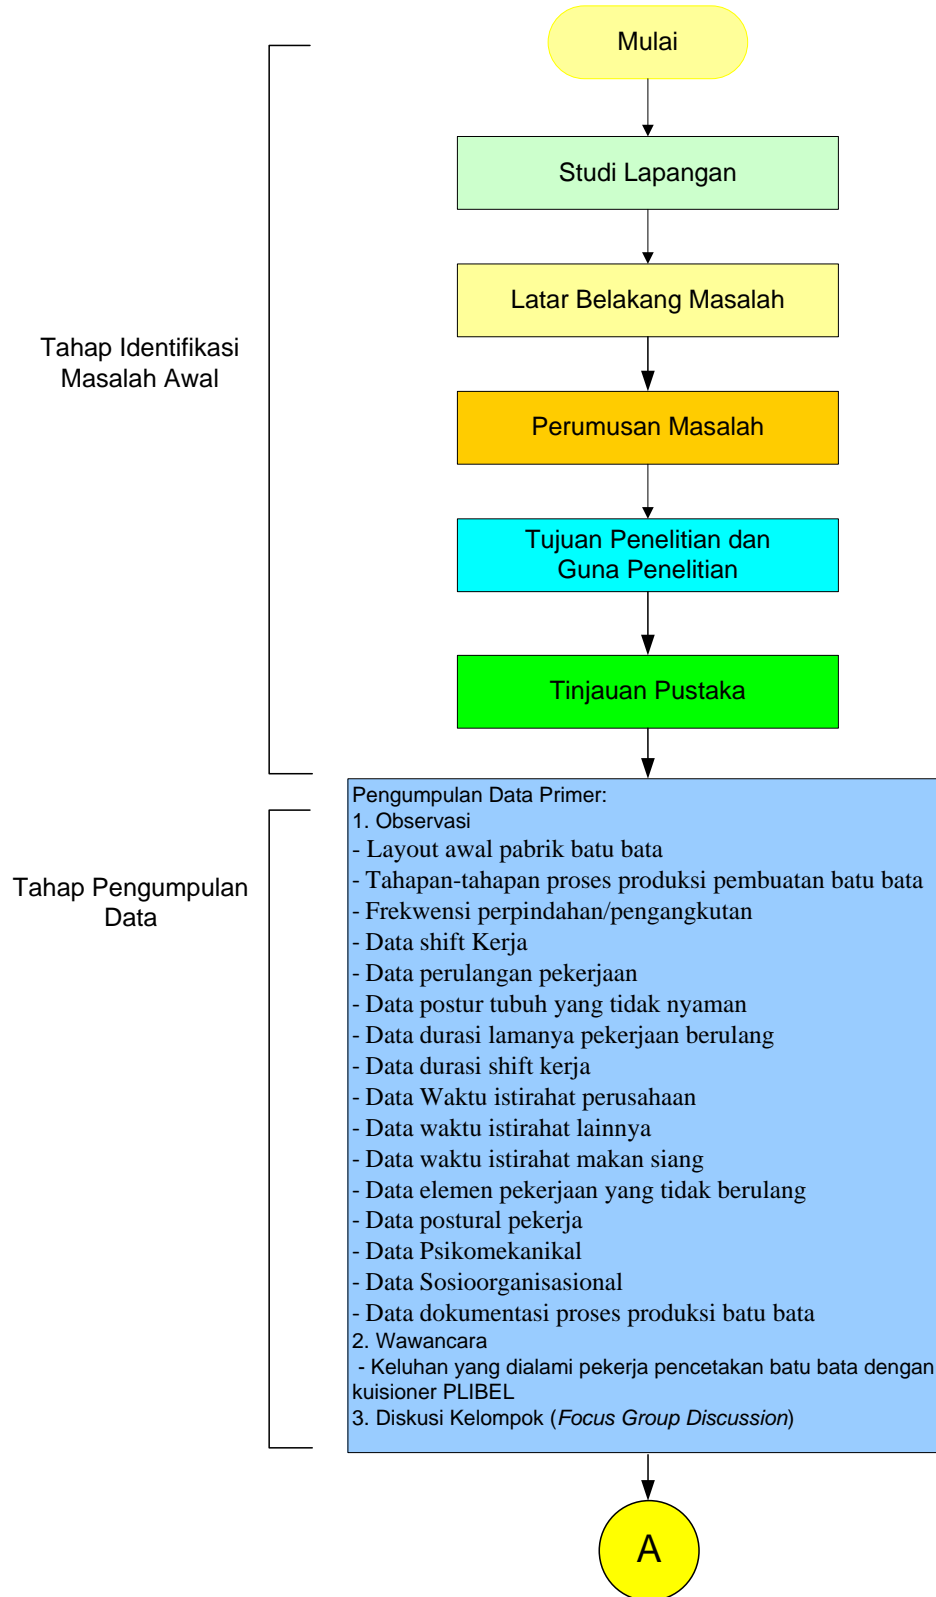 Mulai
Studi Lapangan
Latar Belakang Masalah
Tahap Identifikasi
Masalah Awal
Perumusan Masalah
Tujuan Penelitian dan
Guna Penelitian
Tinjauan Pustaka
Tahap Pengumpulan
Data
Pengumpulan Data Primer:
1. Observasi
- Layout awal pabrik batu bata
- Tahapan-tahapan proses produksi pembuatan batu bata
- Frekwensi perpindahan/pengangkutan
- Data shift Kerja
- Data perulangan pekerjaan
- Data postur tubuh yang tidak nyaman
- Data durasi lamanya pekerjaan berulang
- Data durasi shift kerja
- Data Waktu istirahat perusahaan
- Data waktu istirahat lainnya
- Data waktu istirahat makan siang
- Data elemen pekerjaan yang tidak berulang
- Data postural pekerja
- Data Psikomekanikal
- Data Sosioorganisasional
- Data dokumentasi proses produksi batu bata
2. Wawancara
- Keluhan yang dialami pekerja pencetakan batu bata dengan
kuisioner PLIBEL
3. Diskusi Kelompok (Focus Group Discussion)
A